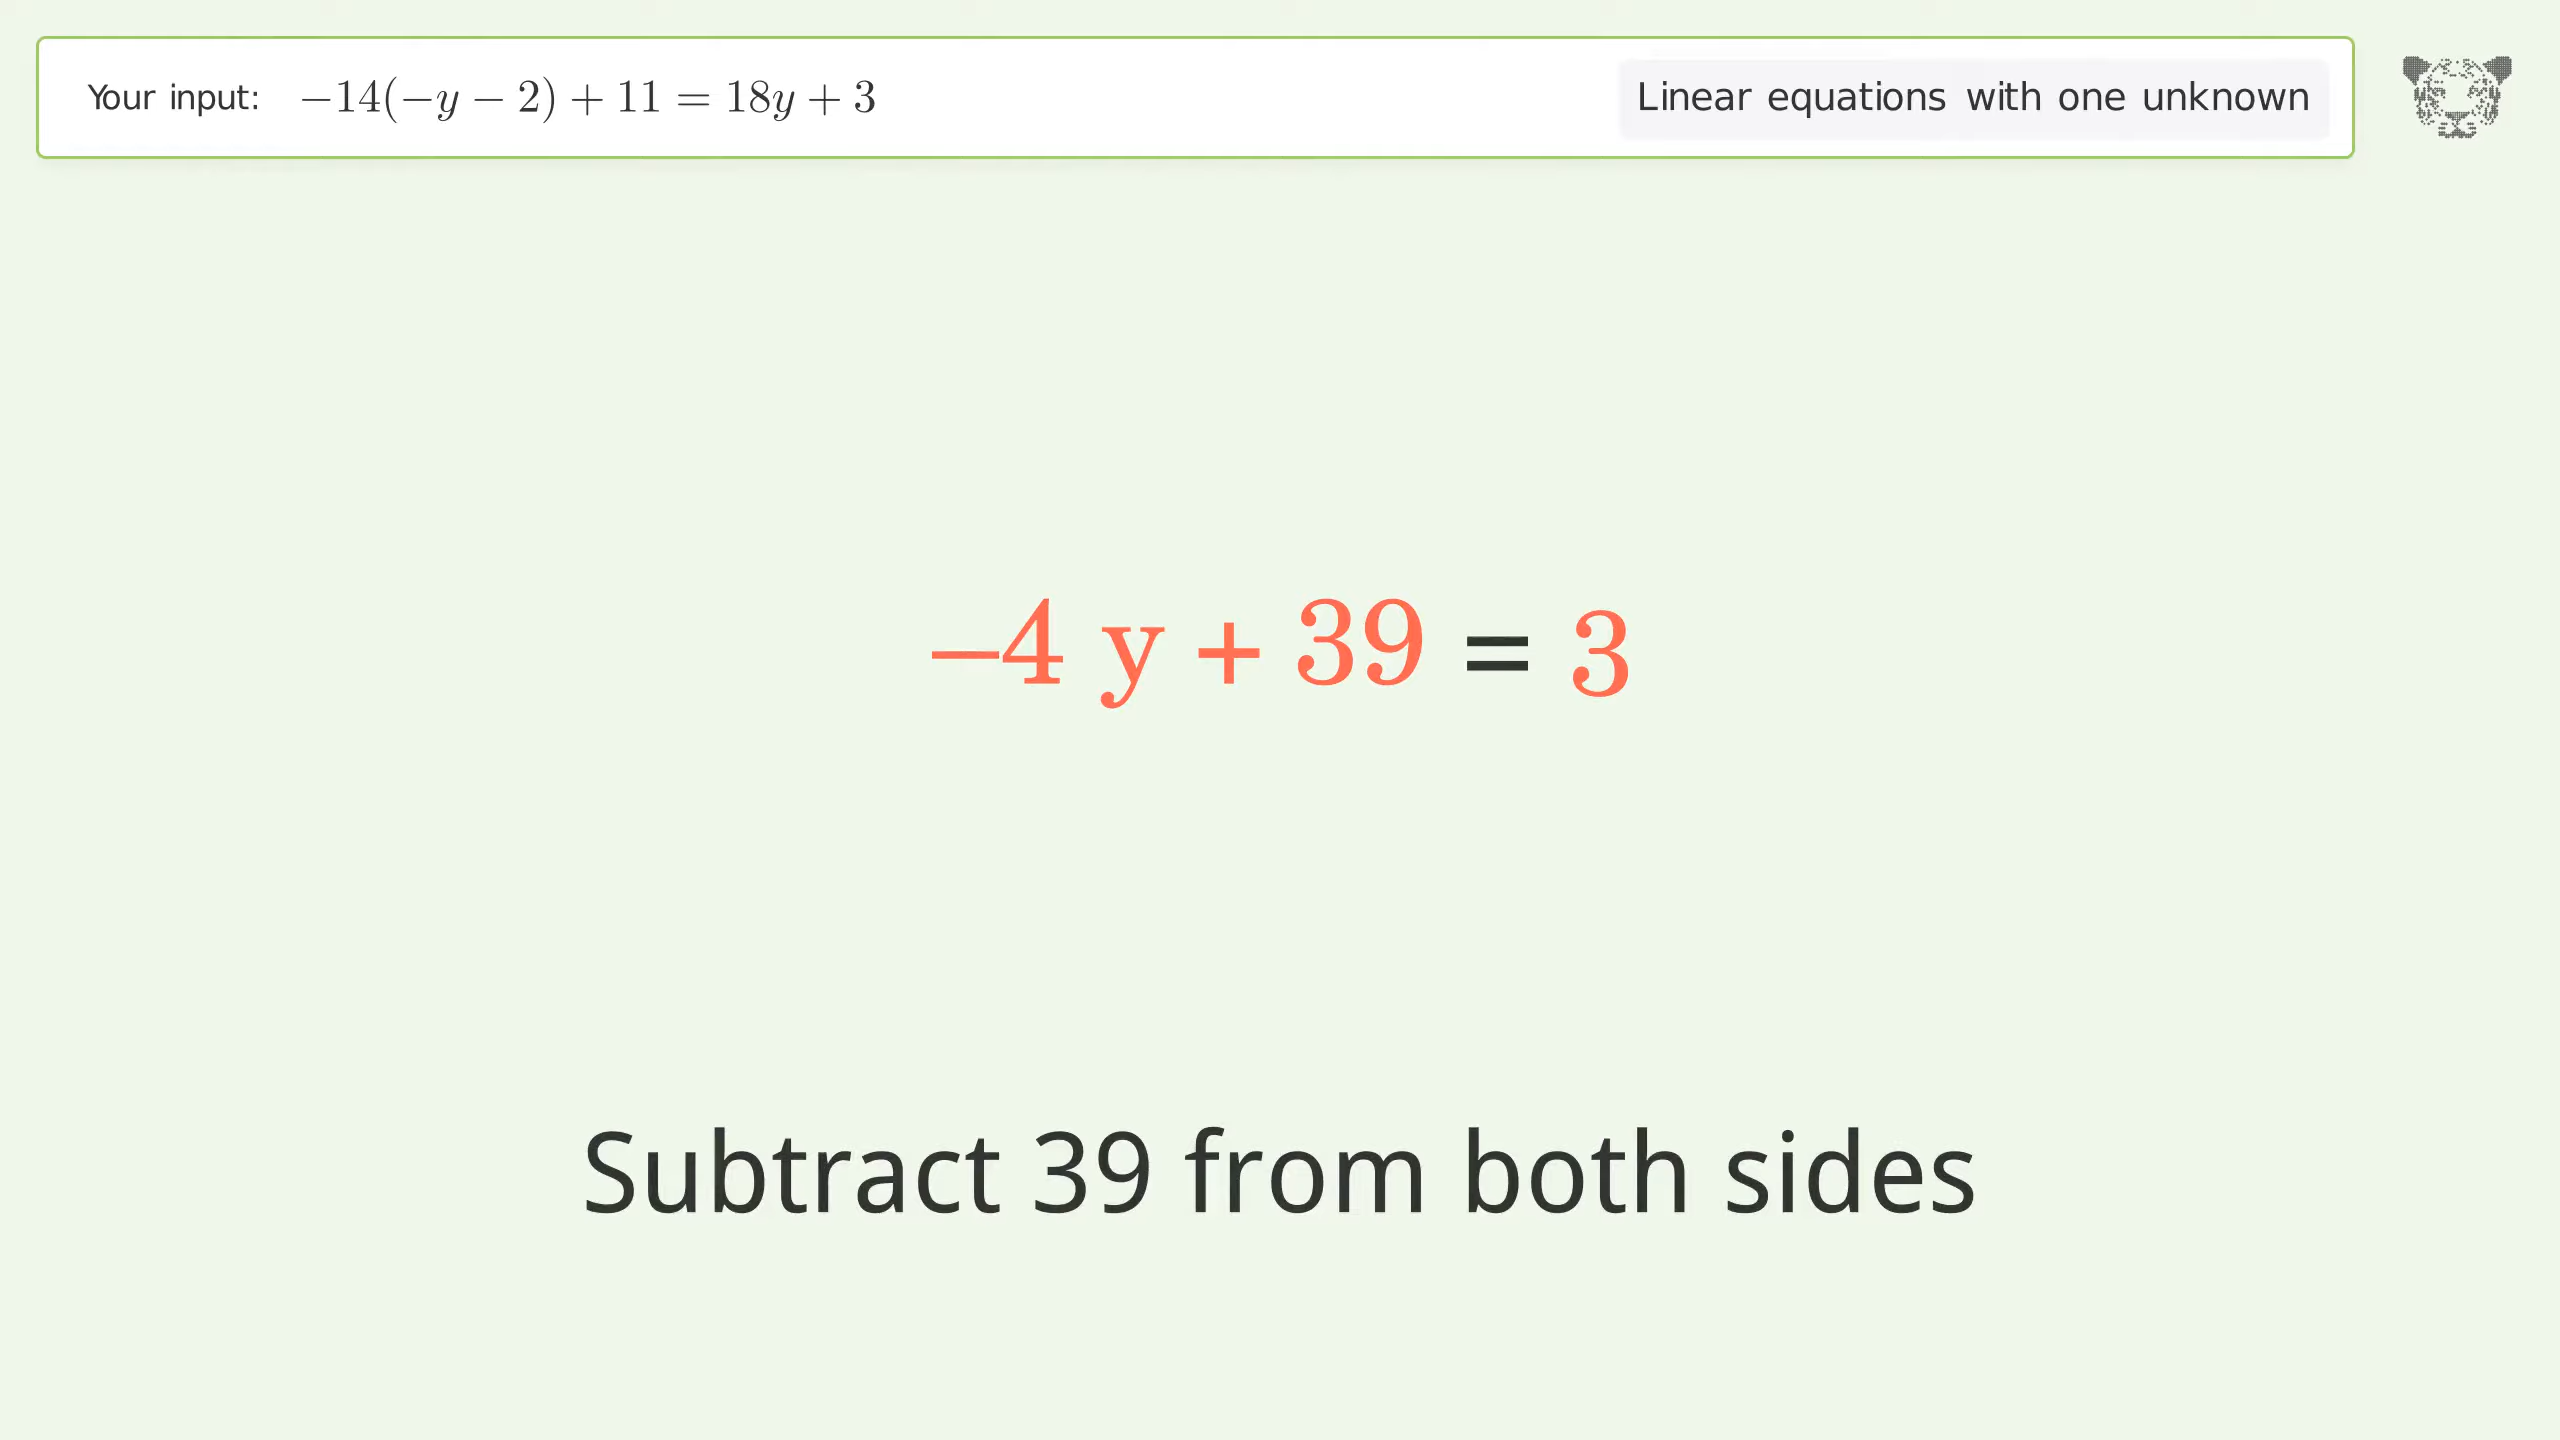 Your input: −14(−y − 2) + 11 = 18y + 3
Linear equations with one unknown
−4 y + 39 = 3
Subtract 39 from both sides